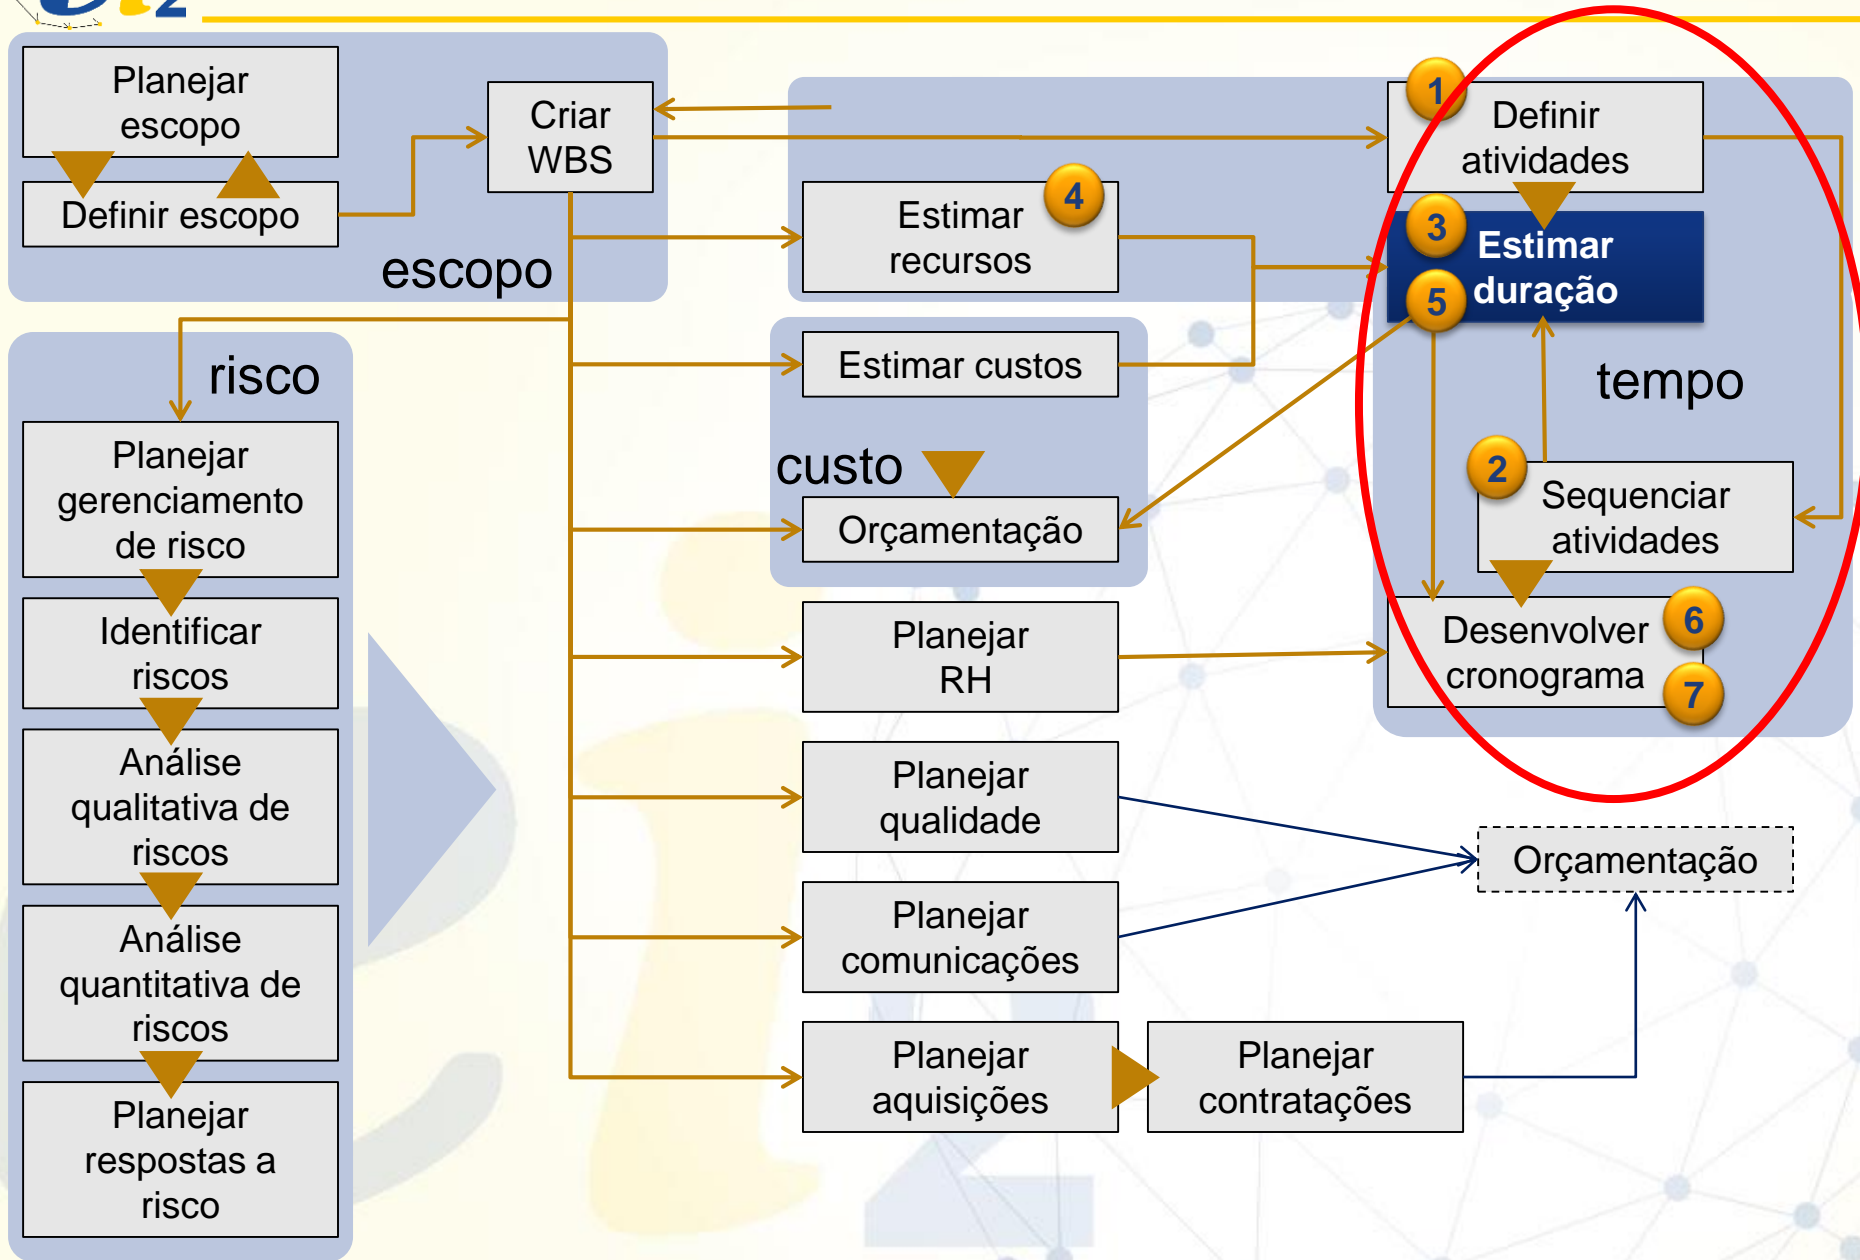 Planejar
escopo
Definir escopo
Criar
WBS
escopo
1
Definir
atividades
4
Estimar
recursos
3
Estimar
5
duração
tempo
Estimar custos
custo
Orçamentação
2
Sequenciar
atividades
Desenvolver
cronograma
6
7
risco
Planejar
gerenciamento
de risco
Identificar
riscos
Análise
qualitativa de
riscos
Análise
quantitativa de
riscos
Planejar
respostas a
risco
Planejar
RH
Planejar
qualidade
Planejar
comunicações
Orçamentação
Planejar
aquisições
Planejar
contratações